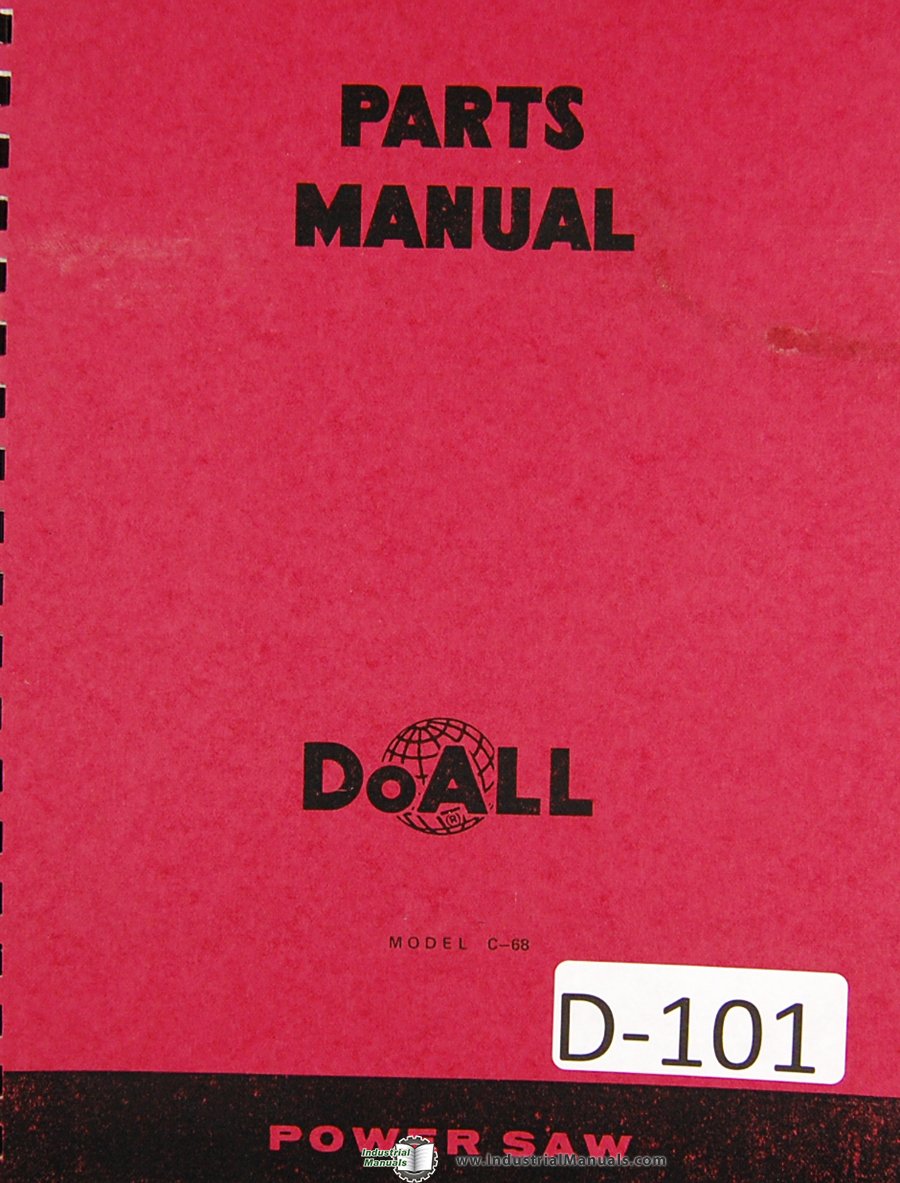 PARTS
MANUAL
DoALL
(R)
MODEL C-68
D-101
POWER SAW
Industrial
Manuals
www.IndustrialManuals.com